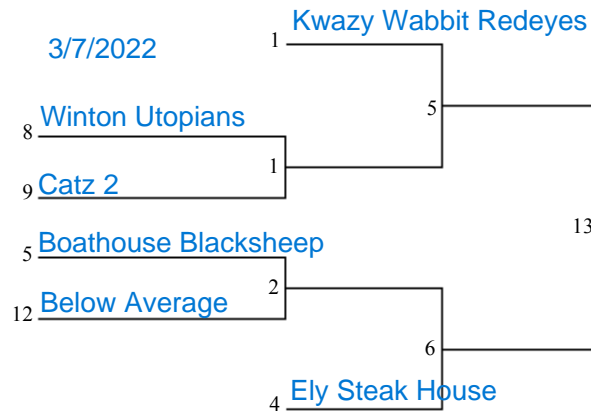 Kwazy Wabbit Redeyes
1
3/7/2022
Winton Utopians
8
5
1
Catz 2
9
13
Boathouse Blacksheep
5
2
Below Average
12
6
Ely Steak House
4